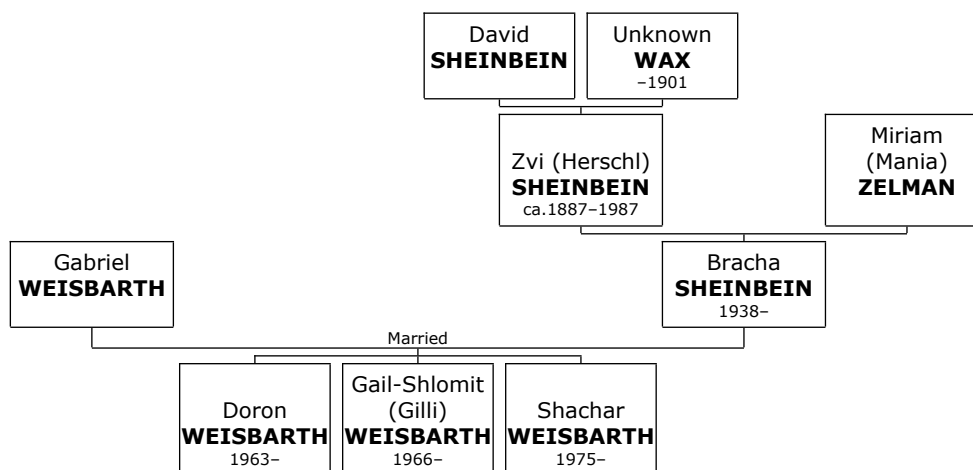 David
SHEINBEIN
Unknown
WAX
–1901
Zvi (Herschl)
SHEINBEIN
ca.1887–1987
Miriam
(Mania)
ZELMAN
Gabriel
WEISBARTH
Bracha
SHEINBEIN
1938–
Married
Doron
WEISBARTH
1963–
Gail-Shlomit
(Gilli)
WEISBARTH
1966–
Shachar
WEISBARTH
1975–